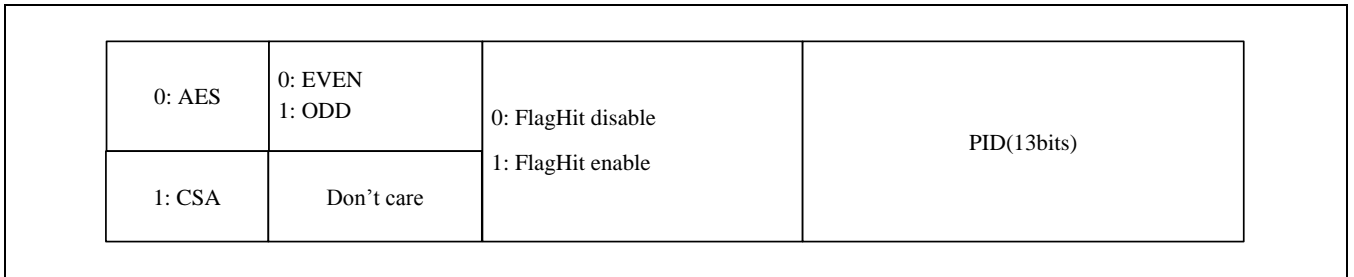 0: AES
0: EVEN
1: ODD
0: FlagHit disable
1: FlagHit enable
PID(13bits)
1: CSA
Don’t care